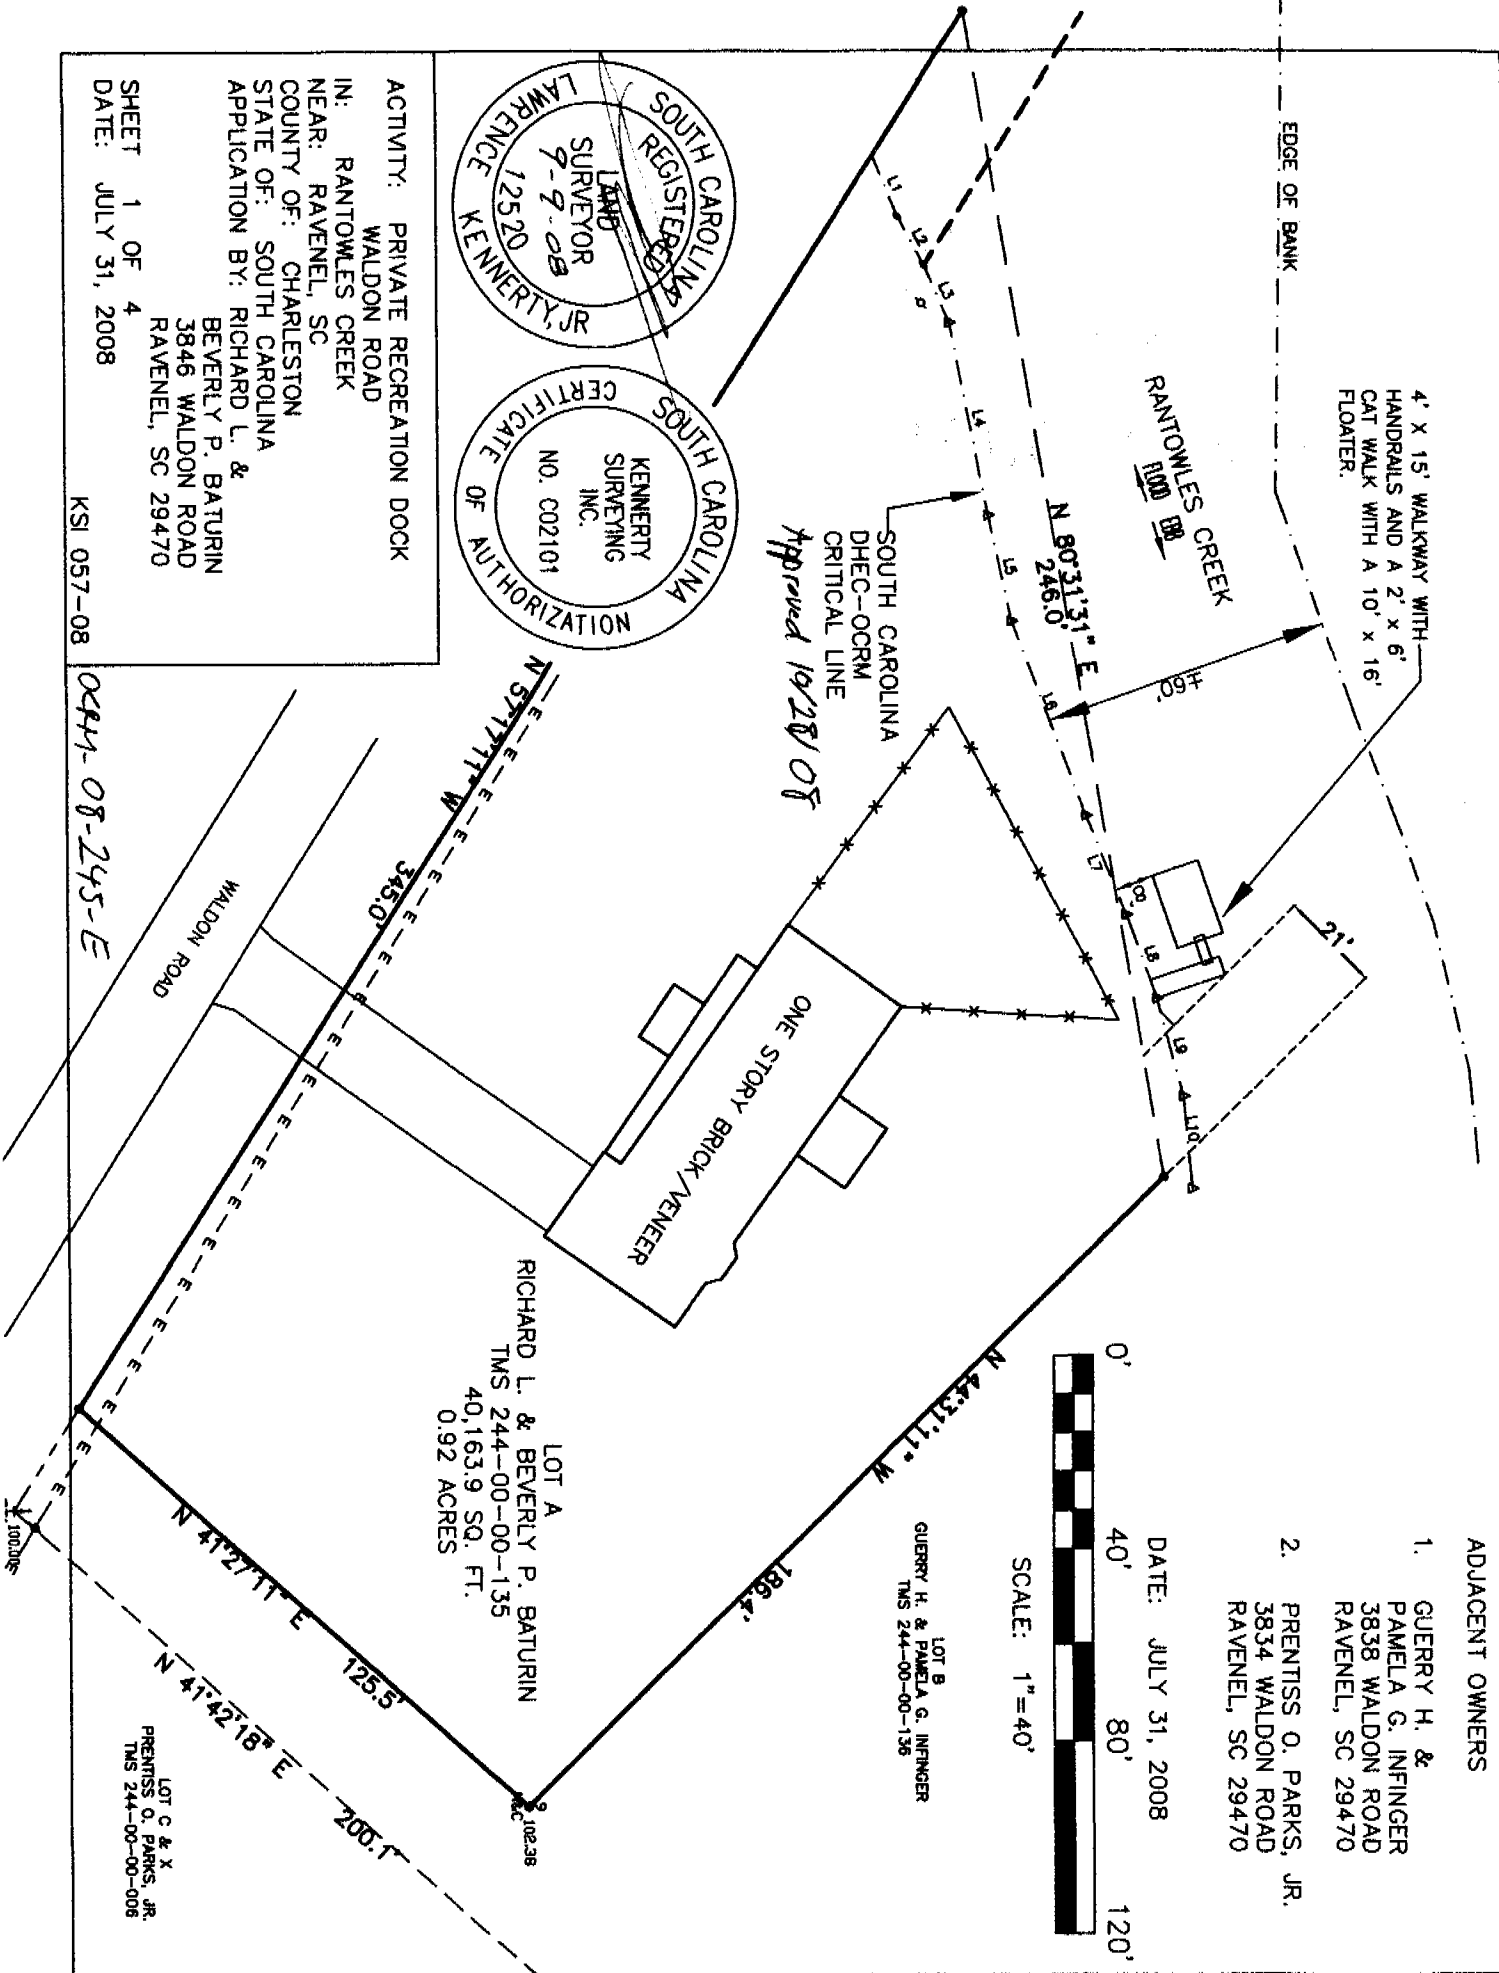 ADJACENT OWNERS
1. GUERRY H. &
PAMELA G. INFINGER
3838 WALDON ROAD
RAVENEL, SC 29470
2. PRENTISS O. PARKS, JR.
3834 WALDON ROAD
RAVENEL, SC 29470
DATE: JULY 31, 2008
0' 40' 80' 120'
SCALE: 1"=40'
4' X 15' WALKWAY WITH
HANDRAILS AND A 2' x 6'
CAT WALK WITH A 10' x 16'
FLOATER.
EDGE OF BANK
RANTOWLES CREEK
FLOOD EBB
±60'
21'
8'
N 80°31'31" E
246.0'
L1
L2
L3
L4
L5
L6
L7
L8
L9
L10
SOUTH CAROLINA
DHEC-OCRM
CRITICAL LINE
Approved 10/28/08
ONE STORY BRICK/VENEER
N 44°31'11" W
186.4'
LOT B
GUERRY H. & PAMELA G. INFINGER
TMS 244-00-00-136
LOT A
RICHARD L. & BEVERLY P. BATURIN
TMS 244-00-00-135
40,163.9 SQ. FT.
0.92 ACRES
N 57°17'11" W
345.0'
E E E E E E E E E E E E E E E E E E E
WALDON ROAD
N 41°27'11" E
125.5'
N 41°42'18" E
200.1'
102.38
100.00
LOT C & X
PRENTISS O. PARKS, JR.
TMS 244-00-00-006
SOUTH CAROLINA
REGISTERED
LAND
SURVEYOR
9-9-08
12520
LAWRENCE KENNERTY, JR
SOUTH CAROLINA
KENNERTY
SURVEYING
INC.
NO. C02101
CERTIFICATE OF AUTHORIZATION
ACTIVITY: PRIVATE RECREATION DOCK
WALDON ROAD
IN: RANTOWLES CREEK
NEAR: RAVENEL, SC
COUNTY OF: CHARLESTON
STATE OF: SOUTH CAROLINA
APPLICATION BY: RICHARD L. &
BEVERLY P. BATURIN
3846 WALDON ROAD
RAVENEL, SC 29470
SHEET 1 OF 4
DATE: JULY 31, 2008
KSI 057-08
OCRM-08-245-E